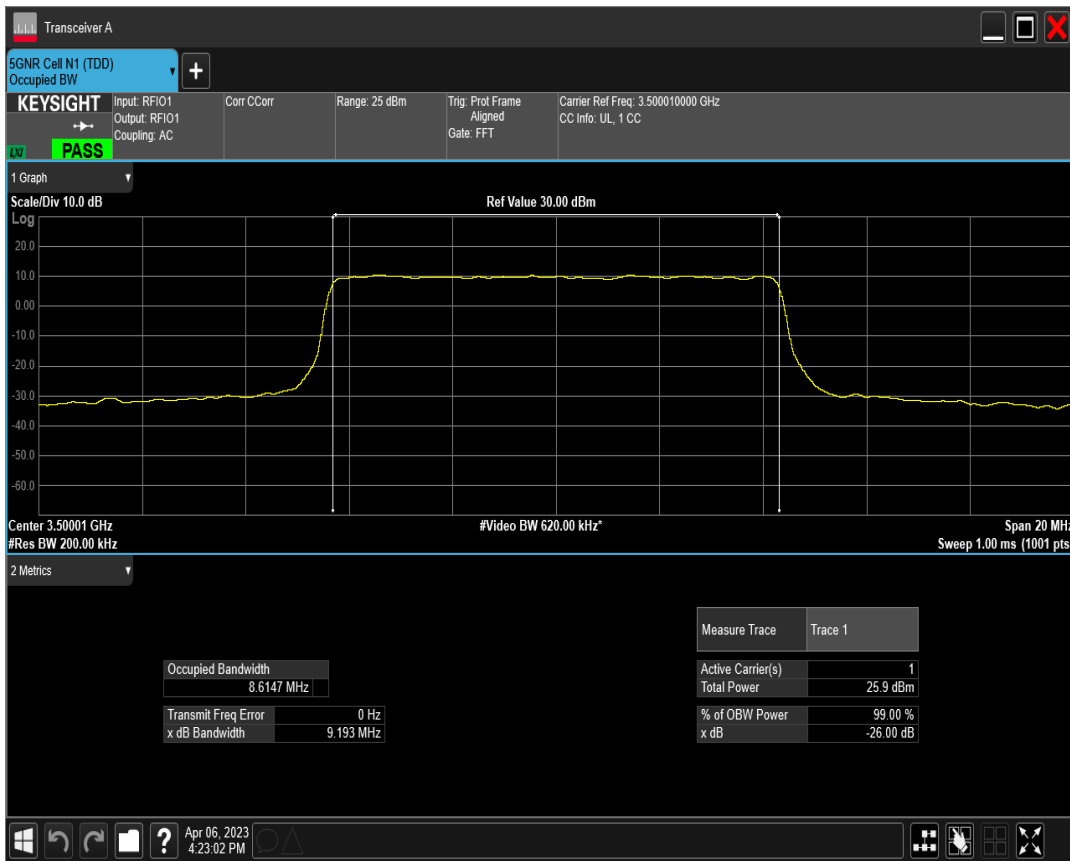 Transceiver A
5GNR Cell N1 (TDD)
Occupied BW
+
KEYSIGHT
LXI
PASS
Input: RFIO1
Output: RFIO1
Coupling: AC
Corr CCorr
Range: 25 dBm
Trig: Prot Frame
Aligned
Gate: FFT
Carrier Ref Freq: 3.500010000 GHz
CC Info: UL, 1 CC
1 Graph
Scale/Div 10.0 dB
Ref Value 30.00 dBm
Log
20.0
10.0
0.00
-10.0
-20.0
-30.0
-40.0
-50.0
-60.0
Center 3.50001 GHz
#Video BW 620.00 kHz*
Span 20 MHz
#Res BW 200.00 kHz
Sweep 1.00 ms (1001 pts
2 Metrics
Measure Trace Trace 1
Occupied Bandwidth
8.6147 MHz
Active Carrier(s) 1
Total Power 25.9 dBm
Transmit Freq Error 0 Hz
x dB Bandwidth 9.193 MHz
% of OBW Power 99.00 %
x dB -26.00 dB
?
Apr 06, 2023
4:23:02 PM